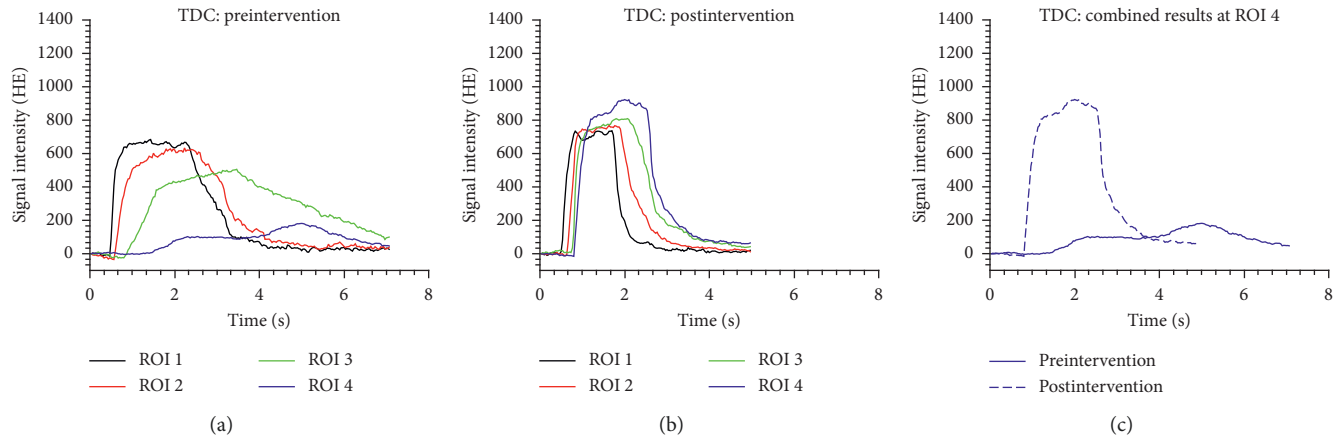 TDC: preintervention
Signal intensity (HE)
1400
1200
1000
800
600
400
200
0
0 2 4 6 8
Time (s)
ROI 1
ROI 2
ROI 3
ROI 4
(a)
TDC: postintervention
Signal intensity (HE)
1400
1200
1000
800
600
400
200
0
0 2 4 6 8
Time (s)
ROI 1
ROI 2
ROI 3
ROI 4
(b)
TDC: combined results at ROI 4
Signal intensity (HE)
1400
1200
1000
800
600
400
200
0
0 2 4 6 8
Time (s)
Preintervention
Postintervention
(c)